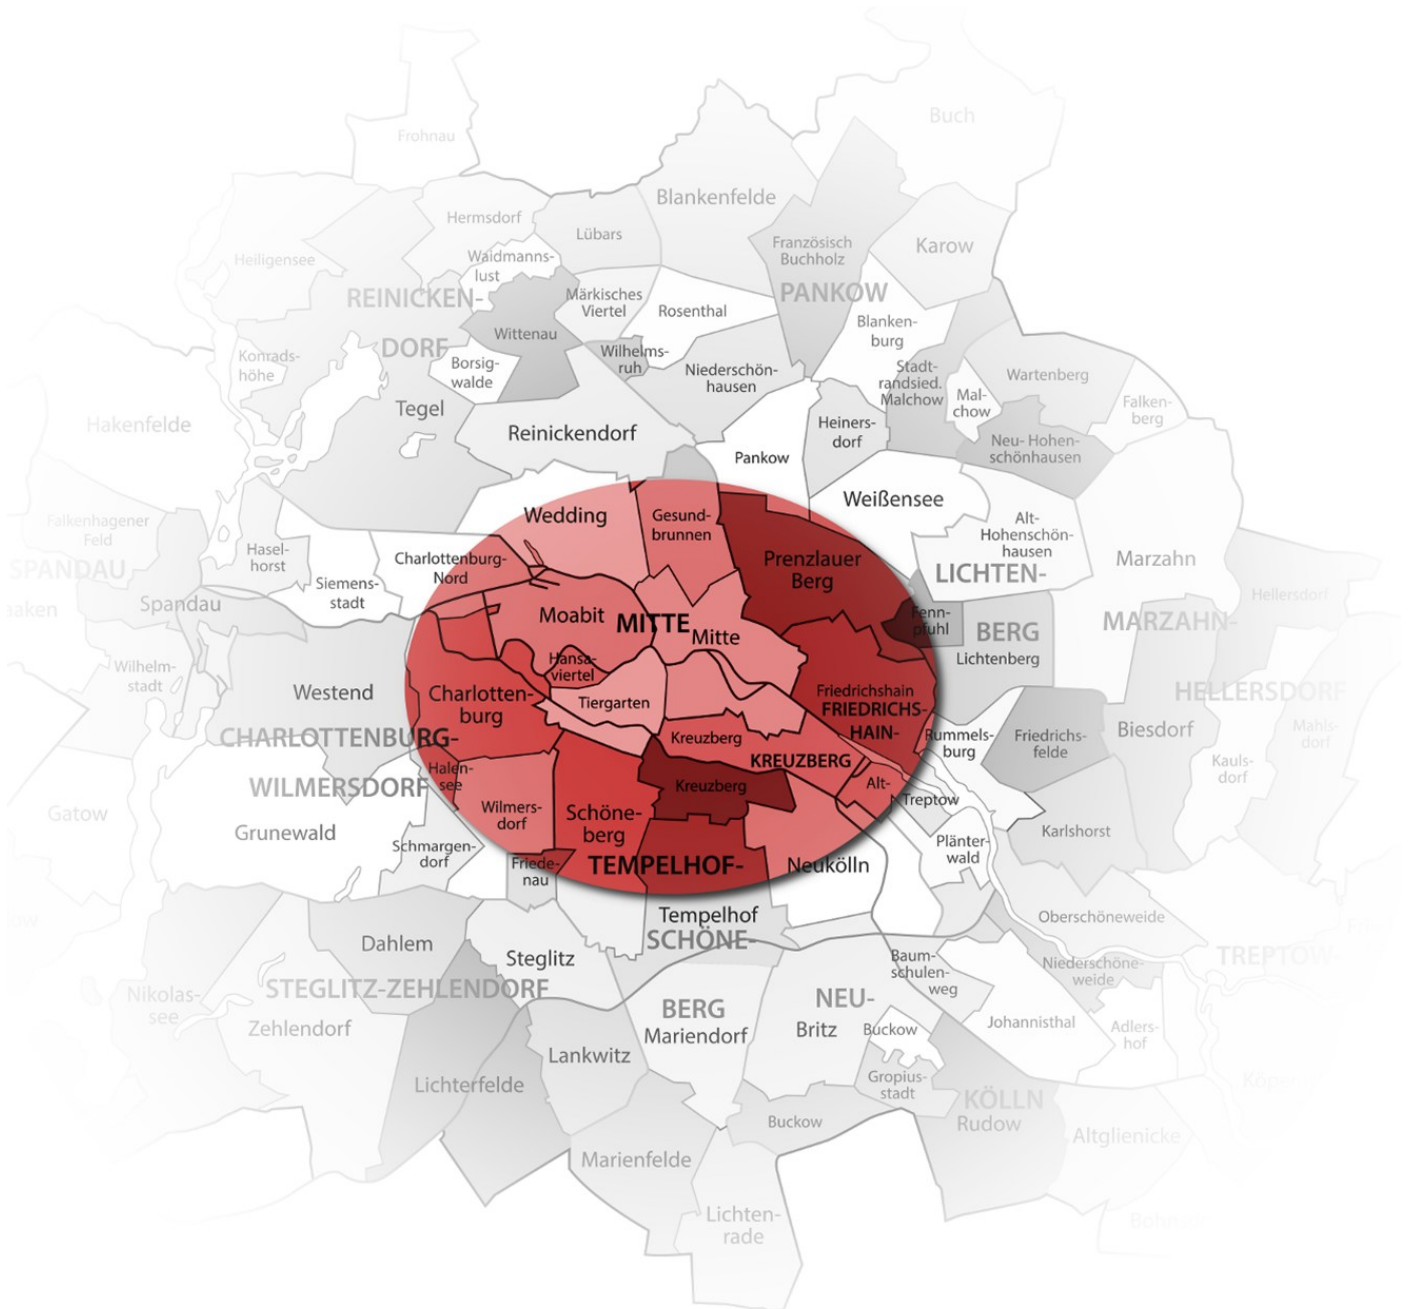 Buch
Frohnau
Blankenfelde
Hermsdorf
Lübars
Französisch
Buchholz
Karow
Heiligensee
Waidmanns-
lust
REINICKEN-
Märkisches
Viertel
PANKOW
Rosenthal
Blanken-
burg
Wittenau
DORF
Wilhelms-
ruh
Konrads-
höhe
Borsig-
walde
Niederschön-
hausen
Stadt-
randsied.
Malchow
Wartenberg
Mal-
chow
Falken-
berg
Tegel
Hakenfelde
Reinickendorf
Heiners-
dorf
Neu- Hohen-
schönhausen
Pankow
Weißensee
Wedding
Gesund-
brunnen
Falkenhagener
Feld
Alt-
Hohenschön-
hausen
Hasel-
horst
Charlottenburg-
Nord
Prenzlauer
Berg
Marzahn
SPANDAU
LICHTEN-
Siemens-
stadt
Hellersdorf
aaken
Spandau
Moabit
MITTE
Mitte
Fenn-
pfuhl
BERG
MARZAHN-
Lichtenberg
Wilhelm-
stadt
Hansa-
viertel
Westend
Charlotten-
burg
Tiergarten
Friedrichshain
FRIEDRICHS-
HAIN-
HELLERSDORF
CHARLOTTENBURG-
Kreuzberg
Rummels-
burg
Friedrichs-
felde
Biesdorf
Mahls-
dorf
KREUZBERG
Halen-
see
Kauls-
dorf
WILMERSDORF
Kreuzberg
Alt-
Treptow
Gatow
Wilmers-
dorf
Schöne-
berg
Grunewald
Karlshorst
Schmargen-
dorf
Plänter-
wald
Friede-
nau
TEMPELHOF-
Neukölln
Tempelhof
SCHÖNE-
Oberschöneweide
Dahlem
Steglitz
Baum-
schulen-
weg
Niederschöne-
weide
TREPTOW-
STEGLITZ-ZEHLENDORF
Nikolas-
see
Zehlendorf
BERG
Mariendorf
NEU-
Britz
Buckow
Johannisthal
Adlers-
hof
Lankwitz
Lichterfelde
Gropius-
stadt
KÖLLN
Rudow
Buckow
Altglienicke
Marienfelde
Lichten-
rade